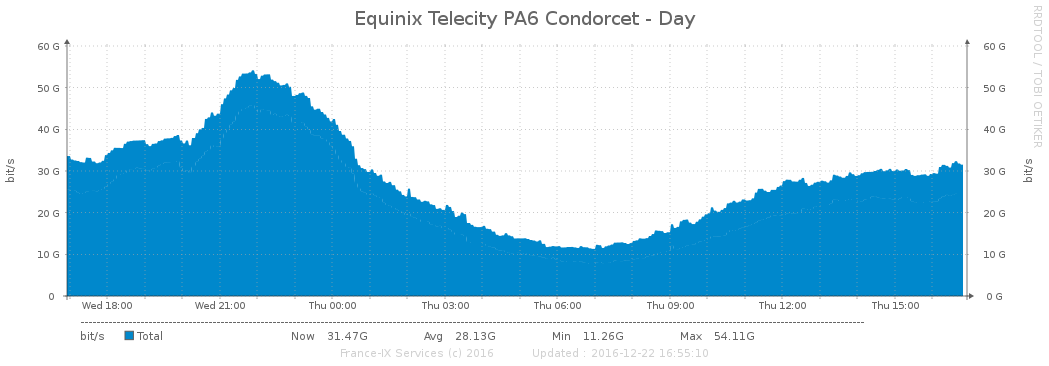 Equinix Telecity PA6 Condorcet - Day
RRDTOOL / TOBI OETIKER
60 G 60 G
50 G 50 G
40 G 40 G
30 G 30 G
20 G 20 G
10 G 10 G
0 0 G
bit/s bit/s
Wed 18:00 Wed 21:00 Thu 00:00 Thu 03:00 Thu 06:00 Thu 09:00 Thu 12:00 Thu 15:00
bit/s Total Now 31.47G Avg 28.13G Min 11.26G Max 54.11G
France-IX Services (c) 2016 Updated : 2016-12-22 16:55:10